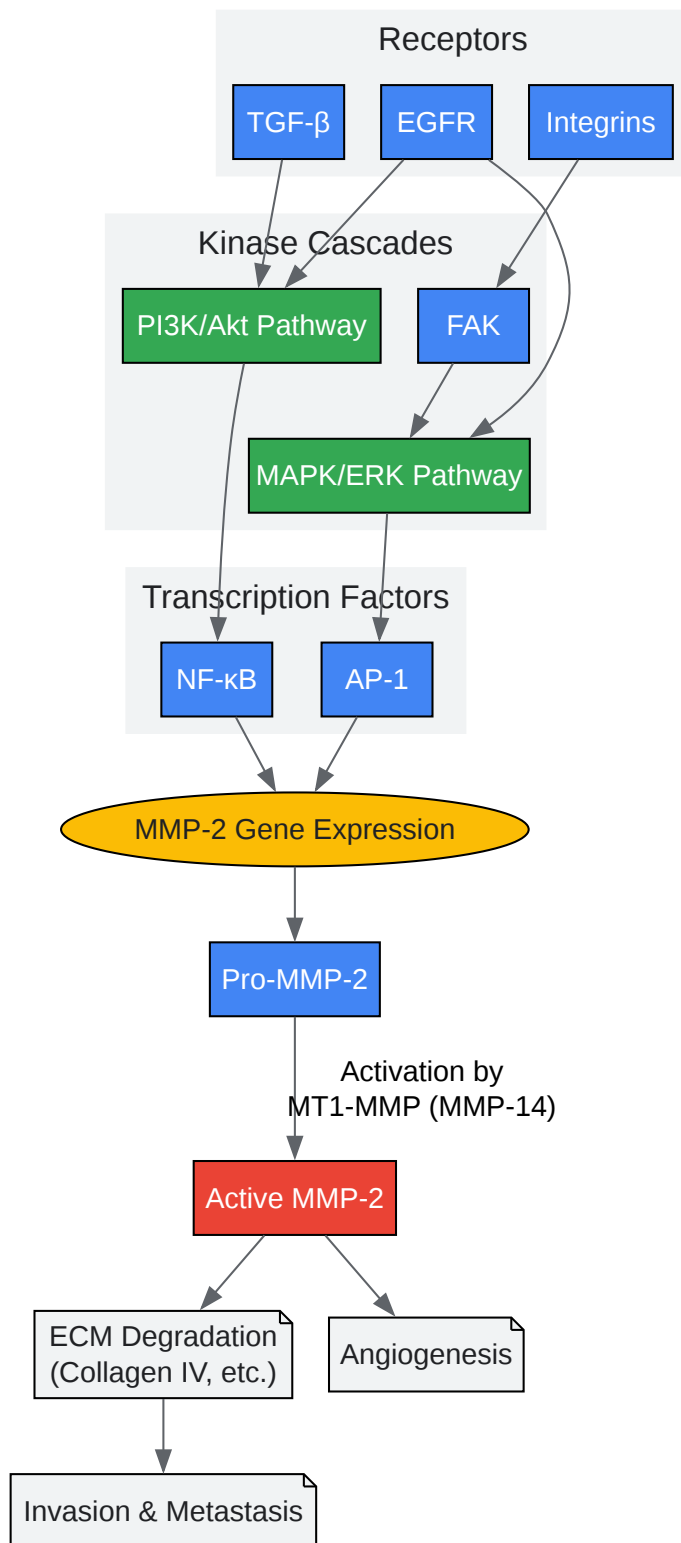 Receptors
TGF-β
EGFR
Integrins
Kinase Cascades
PI3K/Akt Pathway
FAK
MAPK/ERK Pathway
Transcription Factors
NF-κB
AP-1
MMP-2 Gene Expression
Pro-MMP-2
Activation by
MT1-MMP (MMP-14)
Active MMP-2
ECM Degradation
(Collagen IV, etc.)
Angiogenesis
Invasion & Metastasis